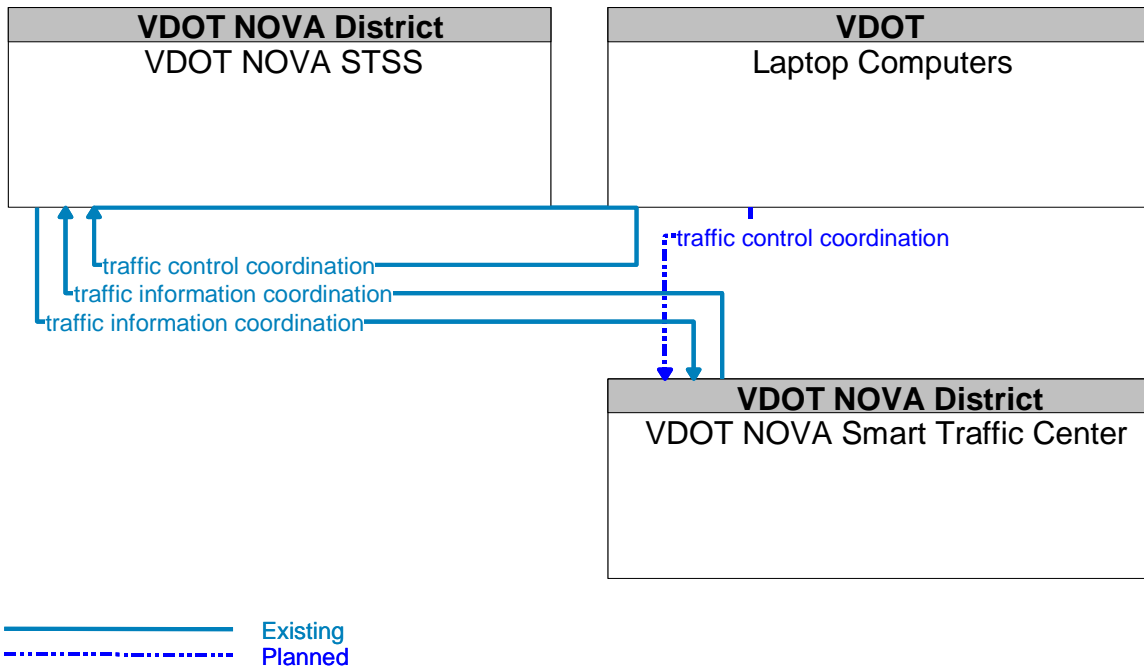 VDOT NOVA District
VDOT NOVA STSS
VDOT
Laptop Computers
traffic control coordination
traffic control coordination
traffic information coordination
traffic information coordination
VDOT NOVA District
VDOT NOVA Smart Traffic Center
Existing
Planned